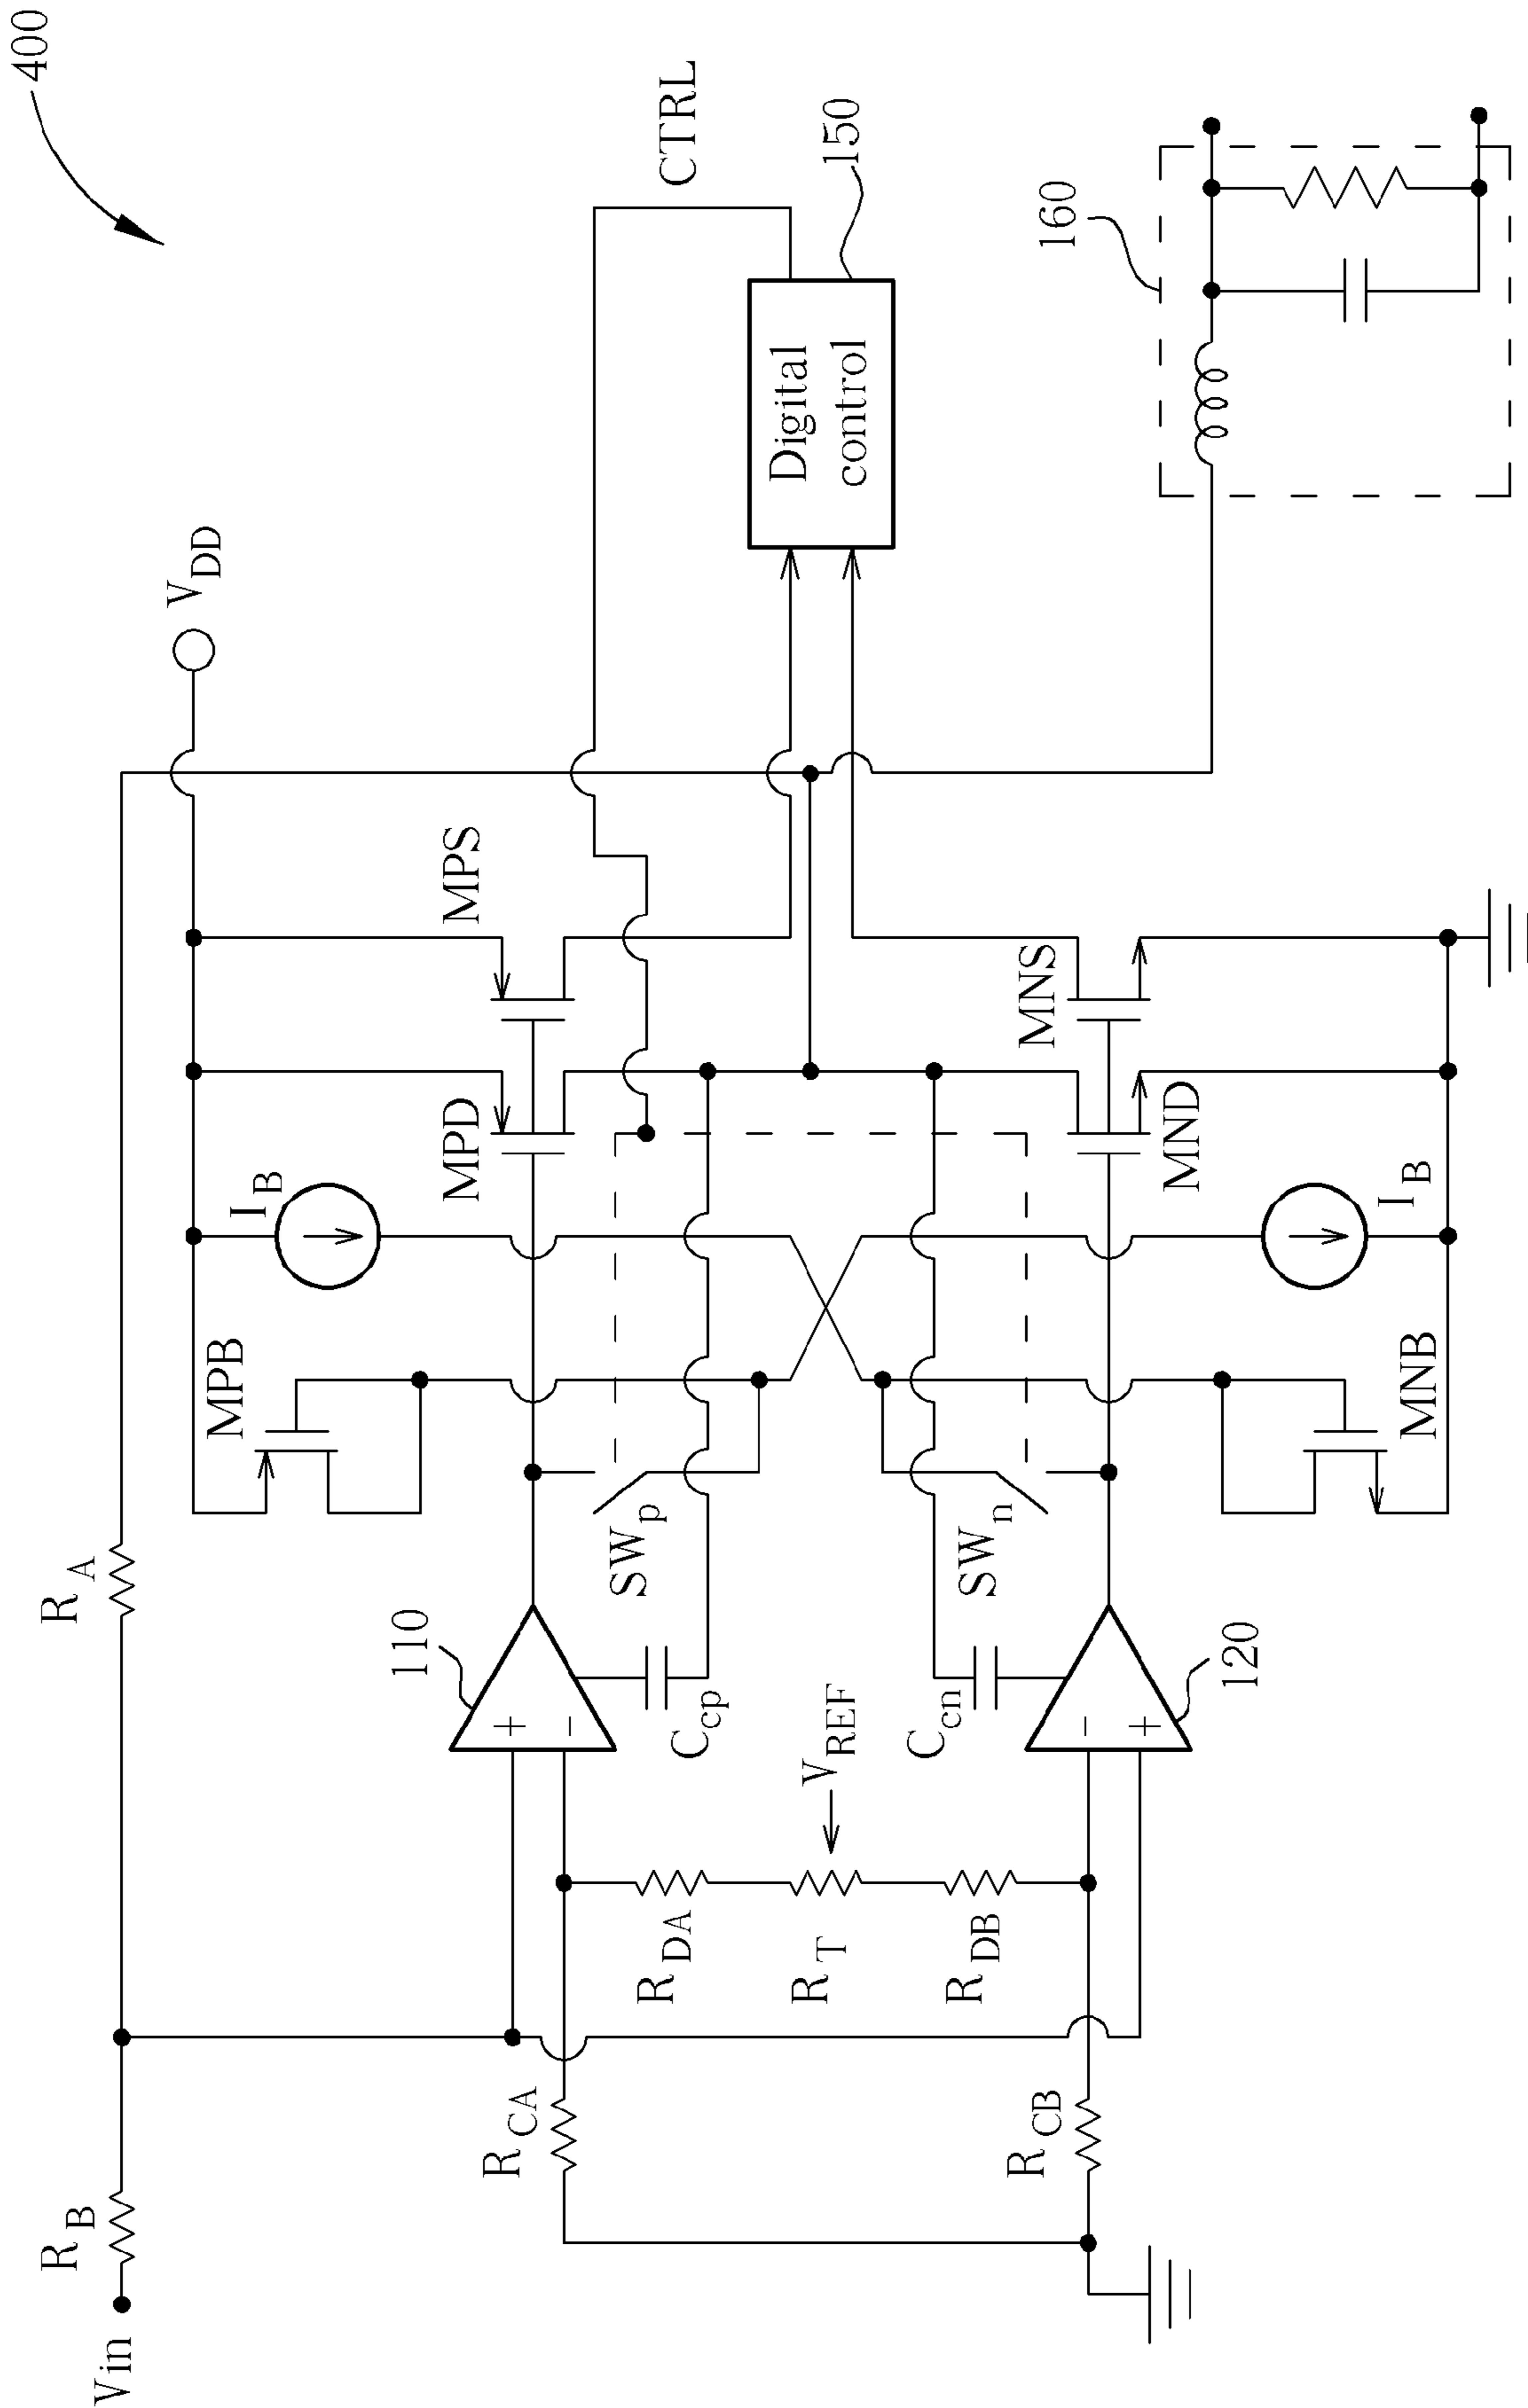 400
R_A
R_B
Vin
V_DD
MPB
I_B
MPD
MPS
CTRL
110
+
−
R_CA
SW_p
C_cp
R_DA
V_REF
R_T
Digital
control
150
R_DB
C_cn
SW_n
−
+
120
R_CB
MNS
MND
I_B
MNB
160